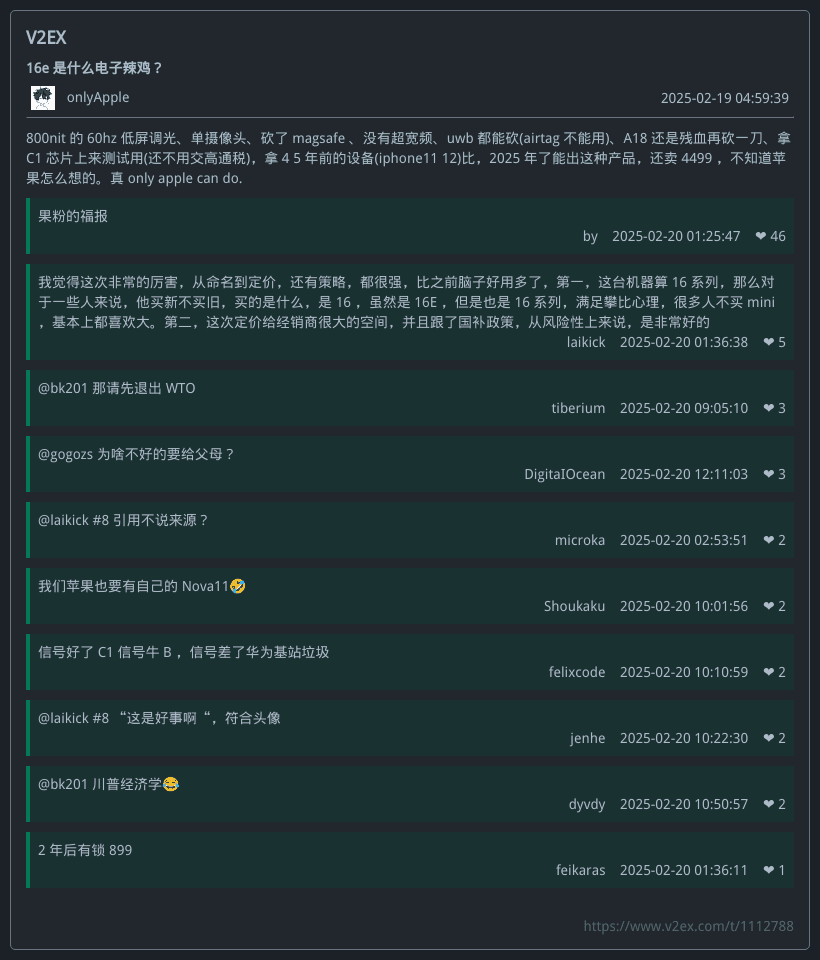 V2EX
16e 是什么电子辣鸡？
onlyApple
2025-02-19 04:59:39
800nit 的 60hz 低屏调光、单摄像头、砍了 magsafe 、没有超宽频、uwb 都能砍(airtag 不能用)、A18 还是残血再砍一刀、拿
C1 芯片上来测试用(还不用交高通税)，拿 4 5 年前的设备(iphone11 12)比，2025 年了能出这种产品，还卖 4499 ，不知道苹
果怎么想的。真 only apple can do.
果粉的福报
by 2025-02-20 01:25:47 ❤ 46
我觉得这次非常的厉害，从命名到定价，还有策略，都很强，比之前脑子好用多了，第一，这台机器算 16 系列，那么对
于一些人来说，他买新不买旧，买的是什么，是 16 ，虽然是 16E ，但是也是 16 系列，满足攀比心理，很多人不买 mini
，基本上都喜欢大。第二，这次定价给经销商很大的空间，并且跟了国补政策，从风险性上来说，是非常好的
laikick 2025-02-20 01:36:38 ❤ 5
@bk201 那请先退出 WTO
tiberium 2025-02-20 09:05:10 ❤ 3
@gogozs 为啥不好的要给父母？
DigitaIOcean 2025-02-20 12:11:03 ❤ 3
@laikick #8 引用不说来源？
microka 2025-02-20 02:53:51 ❤ 2
我们苹果也要有自己的 Nova11🤣
Shoukaku 2025-02-20 10:01:56 ❤ 2
信号好了 C1 信号牛 B ，信号差了华为基站垃圾
felixcode 2025-02-20 10:10:59 ❤ 2
@laikick #8 “这是好事啊“，符合头像
jenhe 2025-02-20 10:22:30 ❤ 2
@bk201 川普经济学😂
dyvdy 2025-02-20 10:50:57 ❤ 2
2 年后有锁 899
feikaras 2025-02-20 01:36:11 ❤ 1
https://www.v2ex.com/t/1112788